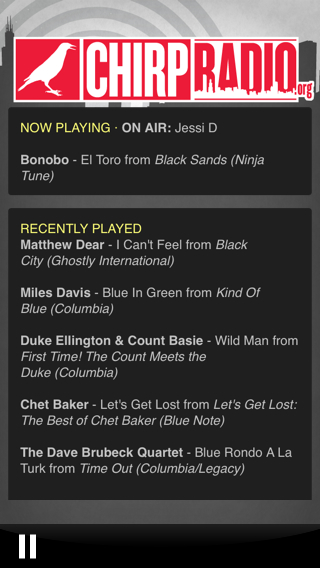 CHIRPRADIO.org
NOW PLAYING · ON AIR: Jessi D
Bonobo - El Toro from Black Sands (Ninja
Tune)
RECENTLY PLAYED
Matthew Dear - I Can't Feel from Black
City (Ghostly International)
Miles Davis - Blue In Green from Kind Of
Blue (Columbia)
Duke Ellington & Count Basie - Wild Man from
First Time! The Count Meets the
Duke (Columbia)
Chet Baker - Let's Get Lost from Let's Get Lost:
The Best of Chet Baker (Blue Note)
The Dave Brubeck Quartet - Blue Rondo A La
Turk from Time Out (Columbia/Legacy)